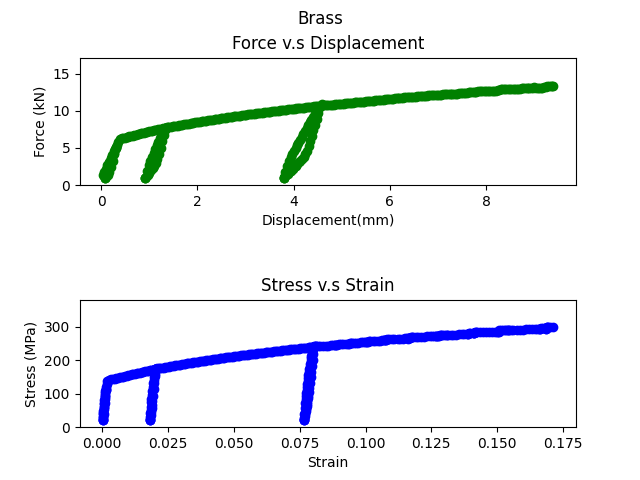 Brass
Force v.s Displacement
15
10
5
0
Force (kN)
0 2 4 6 8
Displacement(mm)
Stress v.s Strain
300
200
100
0
Stress (MPa)
0.000 0.025 0.050 0.075 0.100 0.125 0.150 0.175
Strain